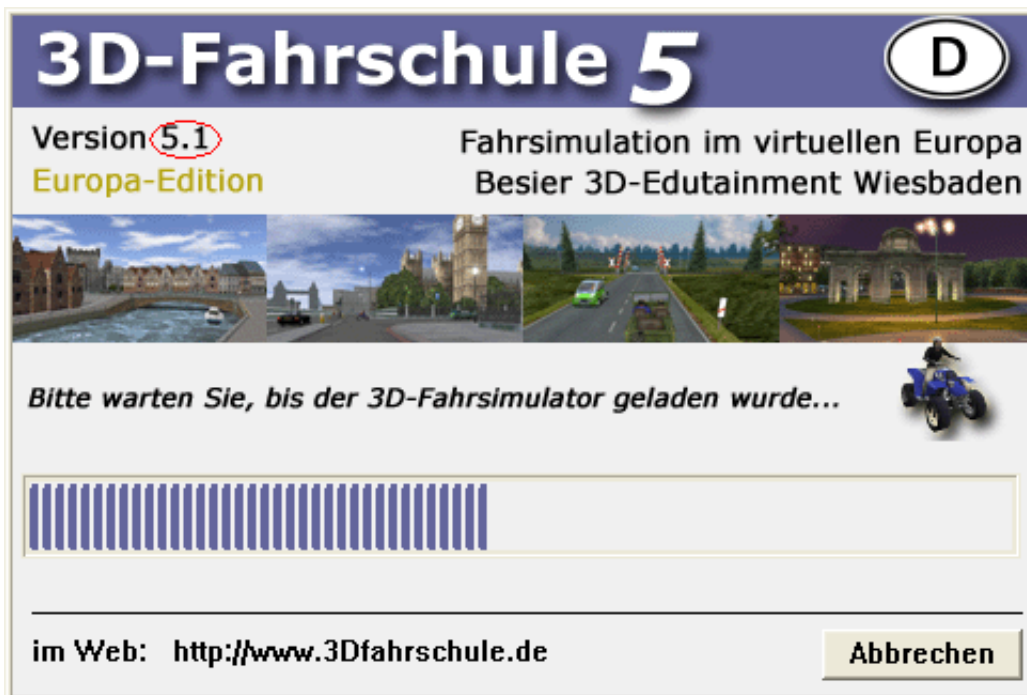 3D-Fahrschule 5
D
Version 5.1
Europa-Edition
Fahrsimulation im virtuellen Europa
Besier 3D-Edutainment Wiesbaden
Bitte warten Sie, bis der 3D-Fahrsimulator geladen wurde...
im Web: http://www.3Dfahrschule.de
Abbrechen